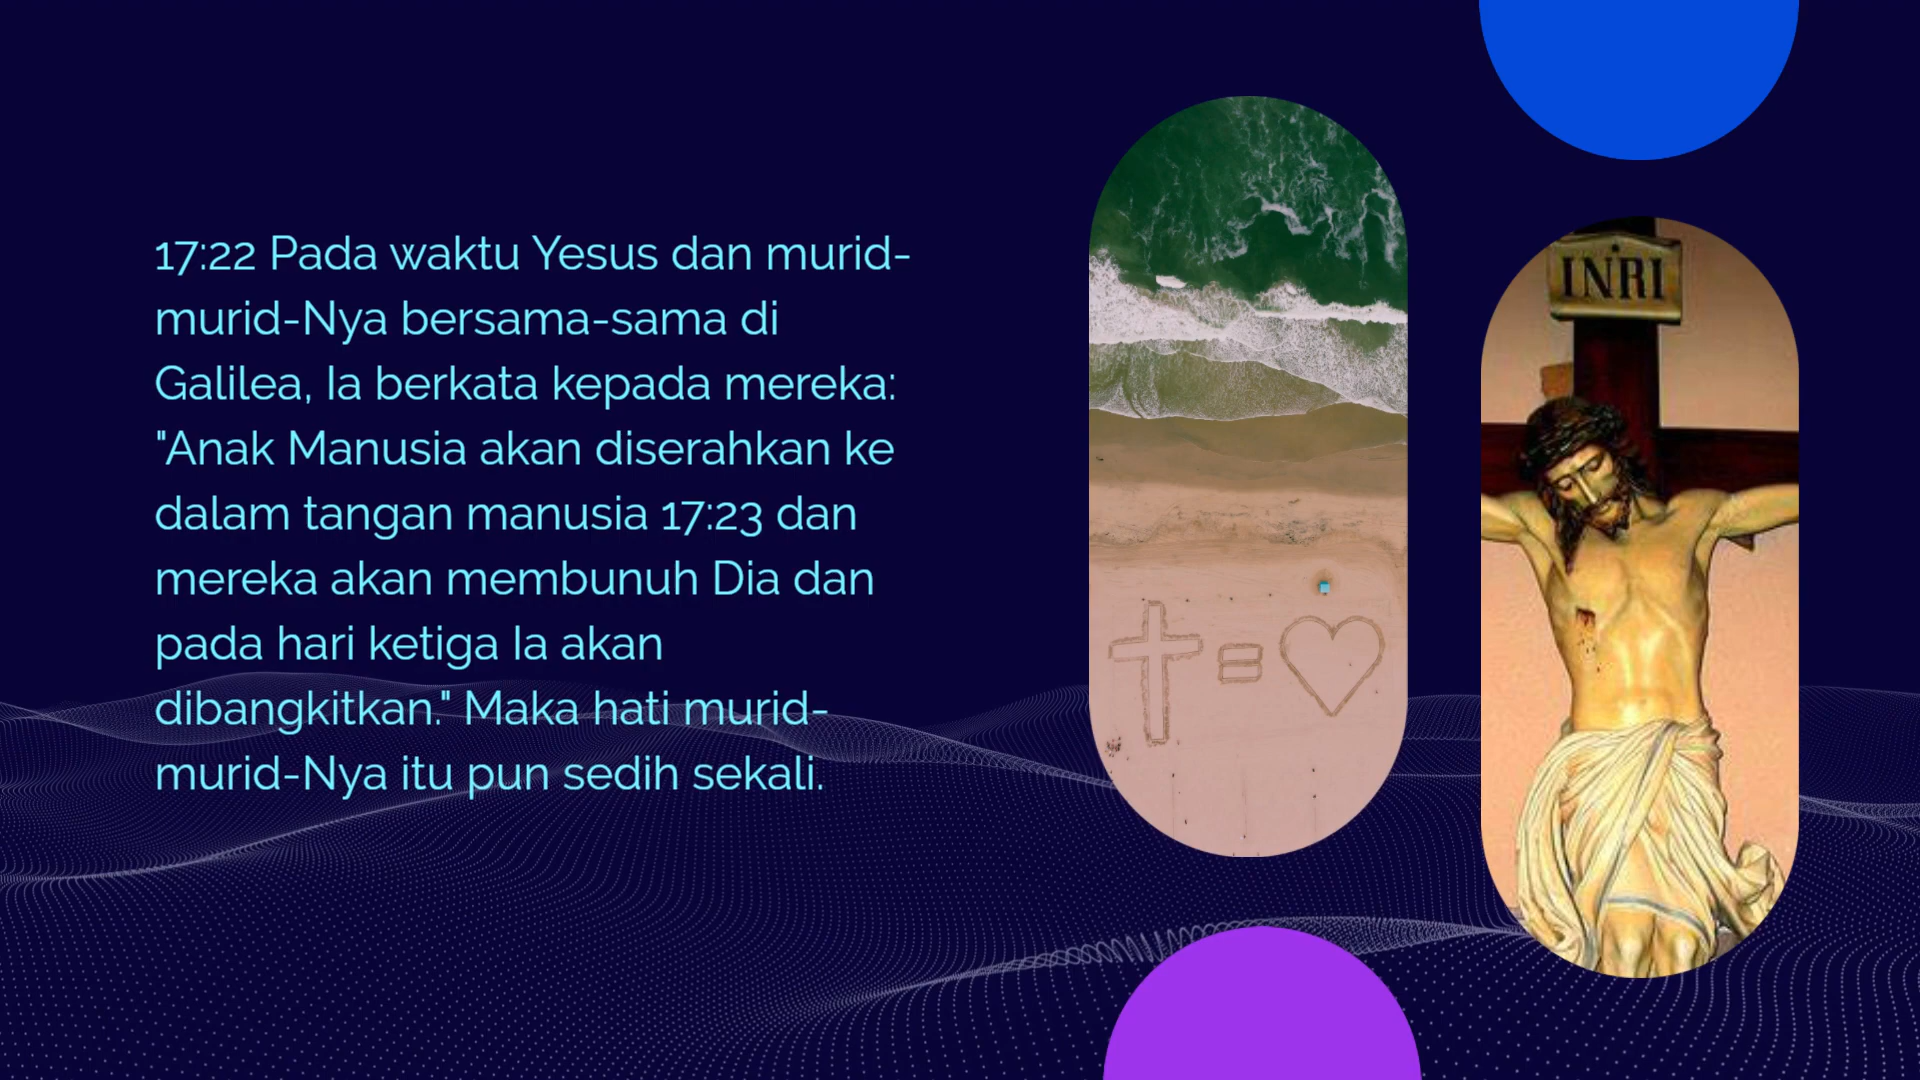 17:22 Pada waktu Yesus dan murid-
murid-Nya bersama-sama di
Galilea, Ia berkata kepada mereka:
"Anak Manusia akan diserahkan ke
dalam tangan manusia 17:23 dan
mereka akan membunuh Dia dan
pada hari ketiga Ia akan
dibangkitkan." Maka hati murid-
murid-Nya itu pun sedih sekali.
INRI